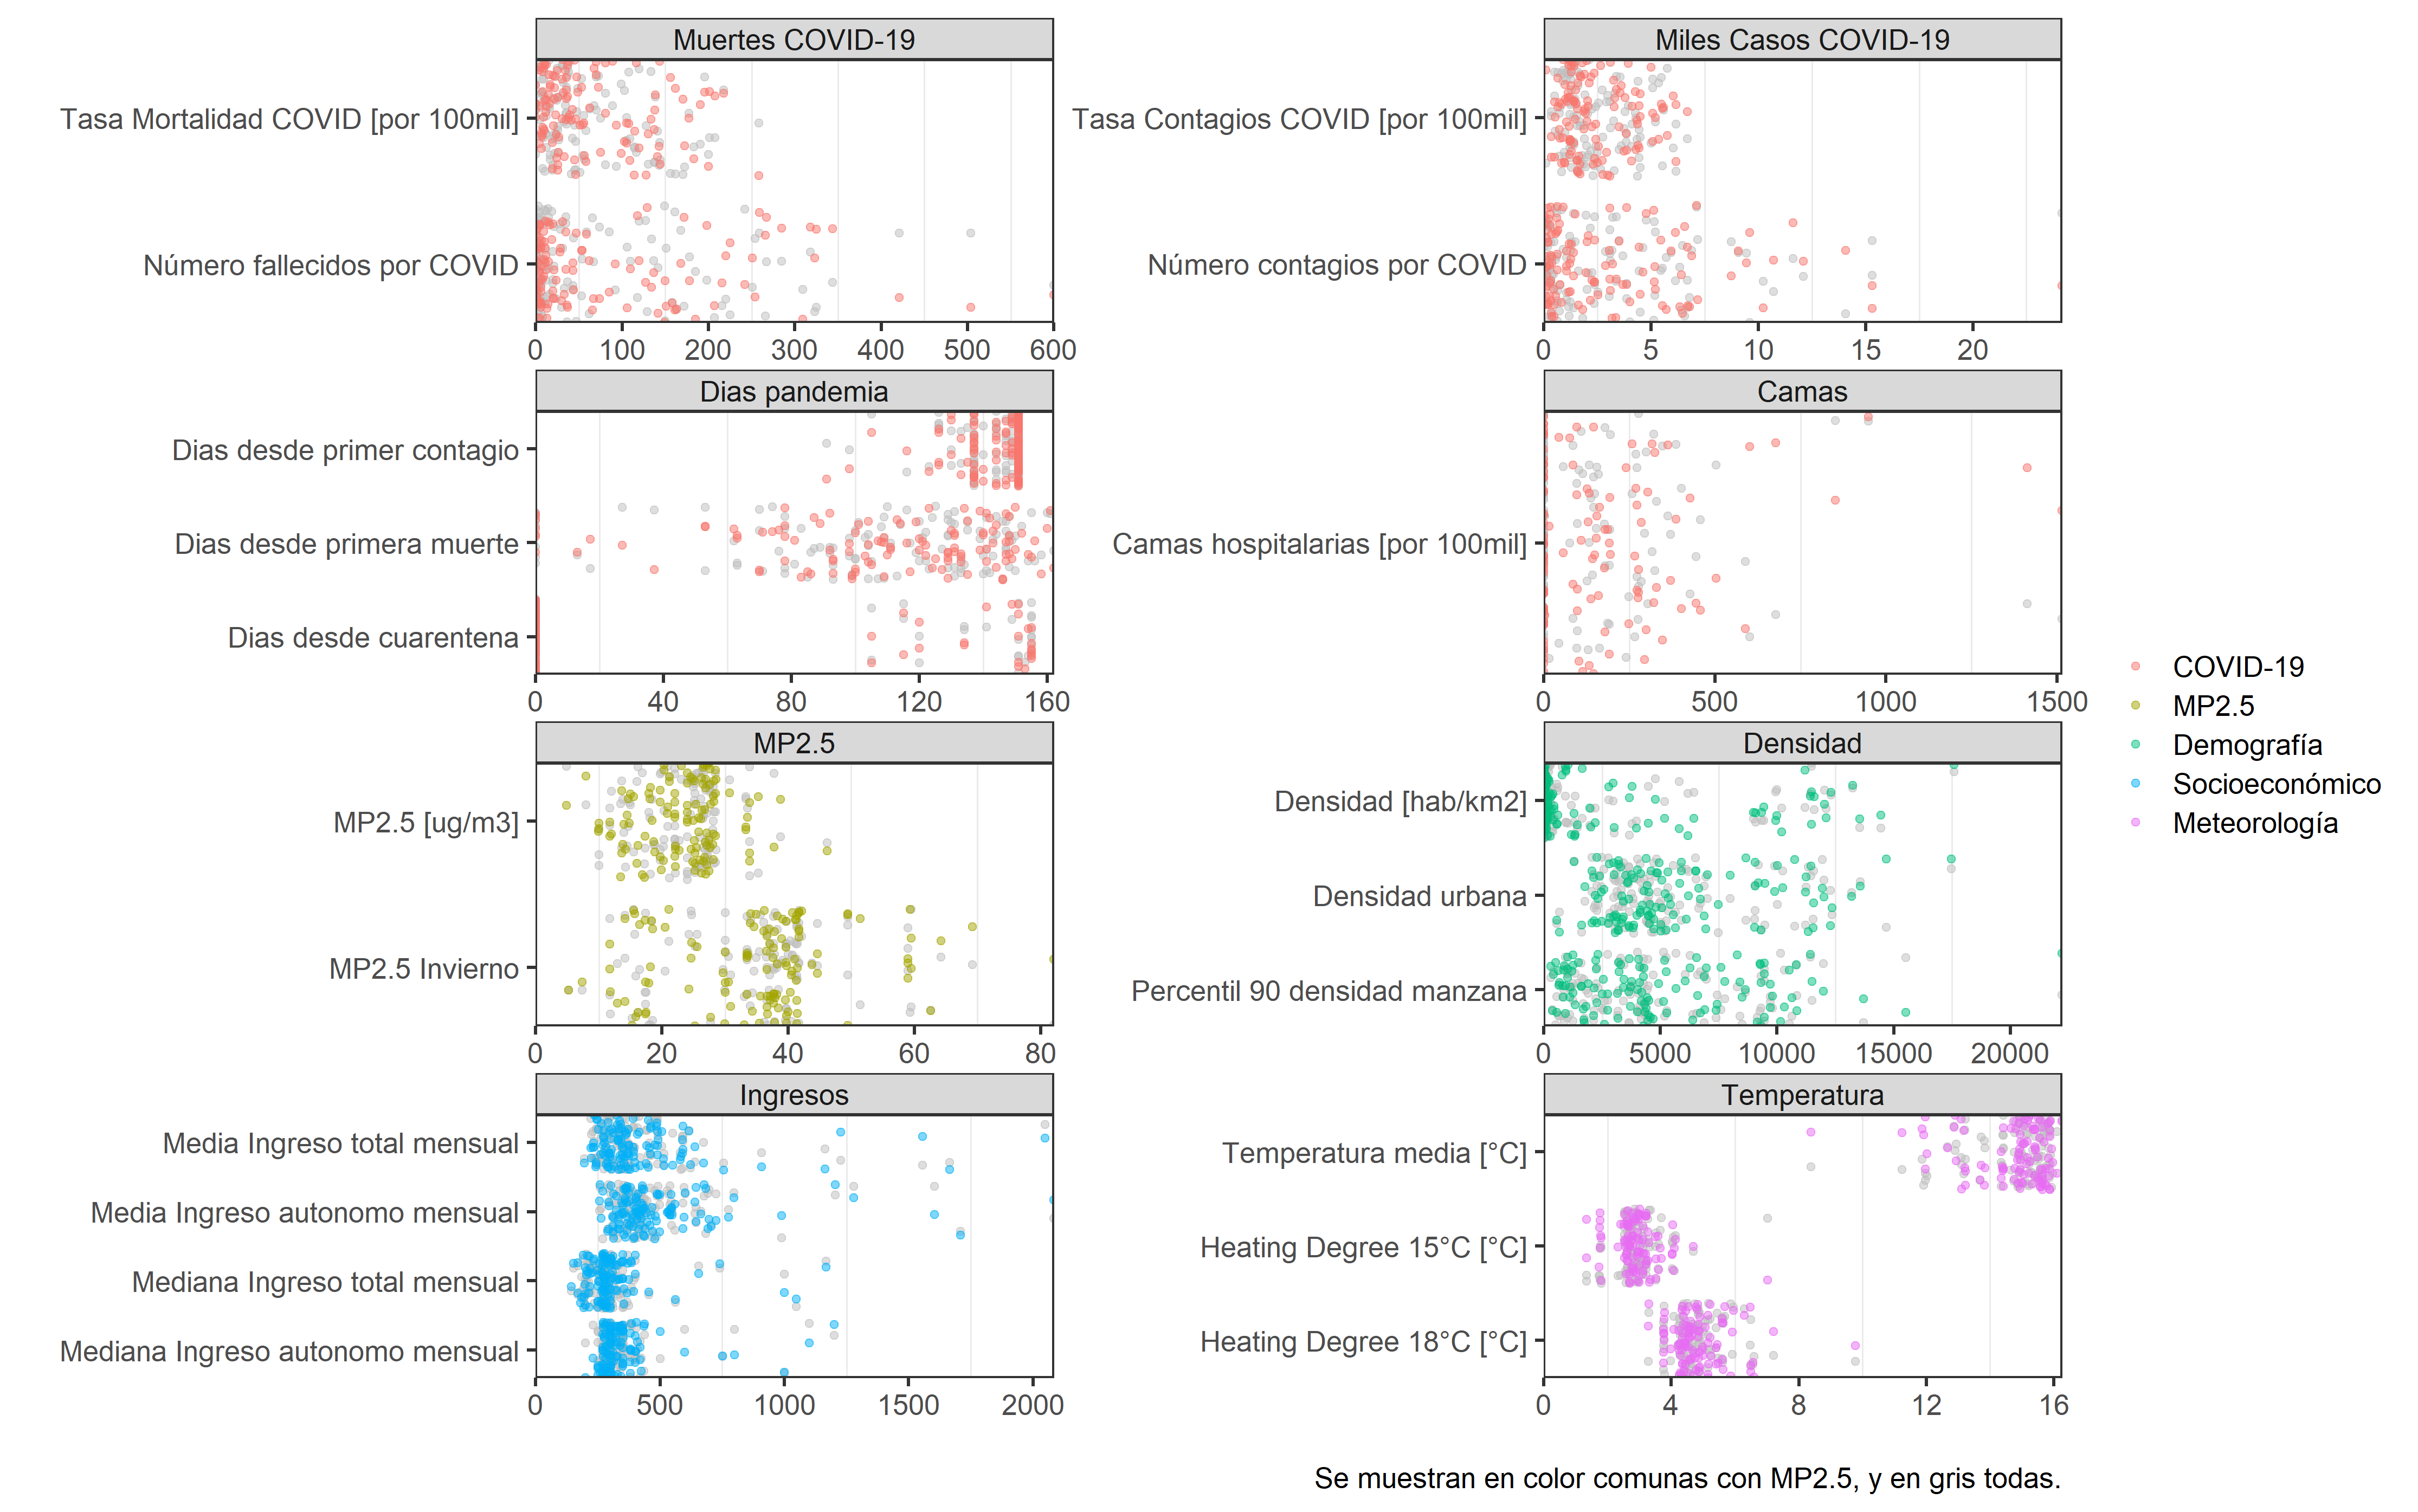 Muertes COVID-19
Tasa Mortalidad COVID [por 100mil]
Número fallecidos por COVID
0 100 200 300 400 500 600
Miles Casos COVID-19
Tasa Contagios COVID [por 100mil]
Número contagios por COVID
0 5 10 15 20
Dias pandemia
Dias desde primer contagio
Dias desde primera muerte
Dias desde cuarentena
0 40 80 120 160
Camas
Camas hospitalarias [por 100mil]
0 500 1000 1500
MP2.5
MP2.5 [ug/m3]
MP2.5 Invierno
0 20 40 60 80
Densidad
Densidad [hab/km2]
Densidad urbana
Percentil 90 densidad manzana
0 5000 10000 15000 20000
Ingresos
Media Ingreso total mensual
Media Ingreso autonomo mensual
Mediana Ingreso total mensual
Mediana Ingreso autonomo mensual
0 500 1000 1500 2000
Temperatura
Temperatura media [°C]
Heating Degree 15°C [°C]
Heating Degree 18°C [°C]
0 4 8 12 16
COVID-19
MP2.5
Demografía
Socioeconómico
Meteorología
Se muestran en color comunas con MP2.5, y en gris todas.